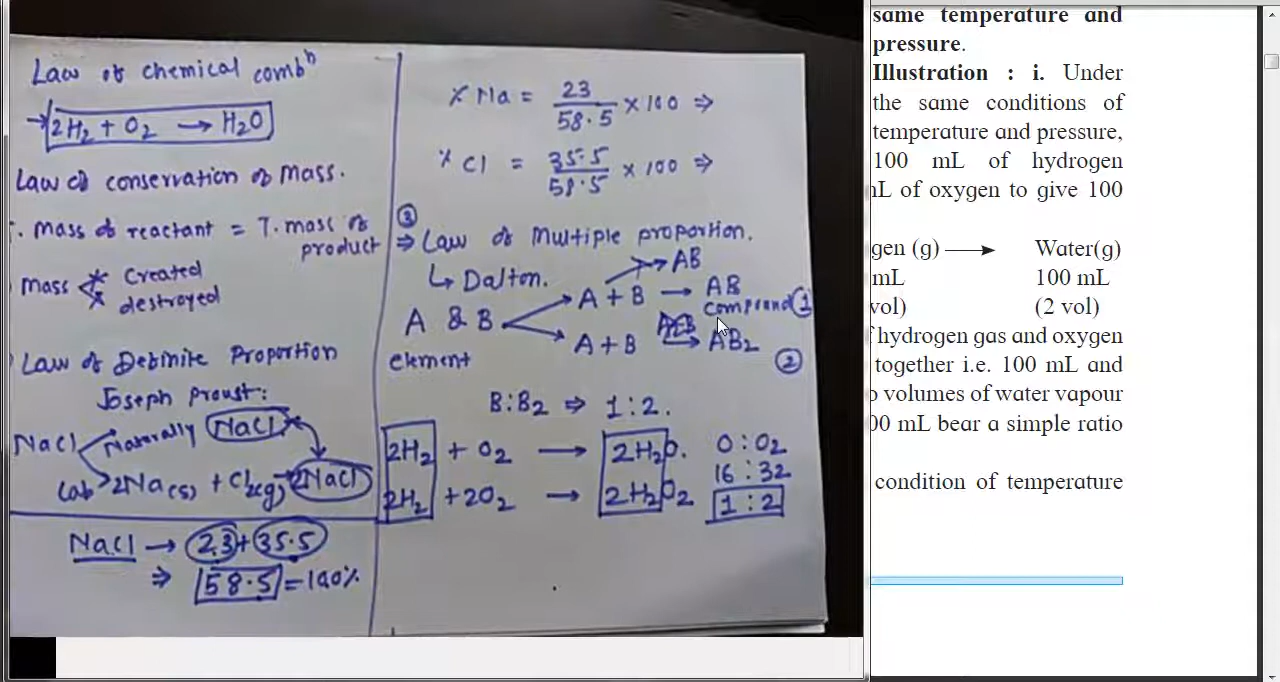 Law of chemical combⁿ
→ 2H₂ + O₂ → H₂O
Law of conservation of Mass.
Mass of reactant = T. mass of product
Mass Created
destroyed
Law of Definite Proportion
Joseph Proust:
NaCl Naturally NaCl
Lab 2Na(s) + Cl₂(g) → 2NaCl
NaCl → 23 + 35.5
⇒ 58.5 = 100%
% Na = 23/58.5 × 100 ⇒
% Cl = 35.5/58.5 × 100 ⇒
③
⇒ Law of Multiple proportion.
↳ Dalton.
→ AB
A & B
element
A + B → AB
compound ①
A + B → AB₂
②
B:B₂ ⇒ 1:2.
2H₂ + O₂ → 2H₂O. O:O₂
16:32
2H₂ + 2O₂ → 2H₂O₂ 1:2
same temperature and
pressure.
Illustration : i. Under
the same conditions of
temperature and pressure,
100 mL of hydrogen
L of oxygen to give 100
gen (g) → Water(g)
mL 100 mL
vol) (2 vol)
hydrogen gas and oxygen
together i.e. 100 mL and
volumes of water vapour
00 mL bear a simple ratio
condition of temperature